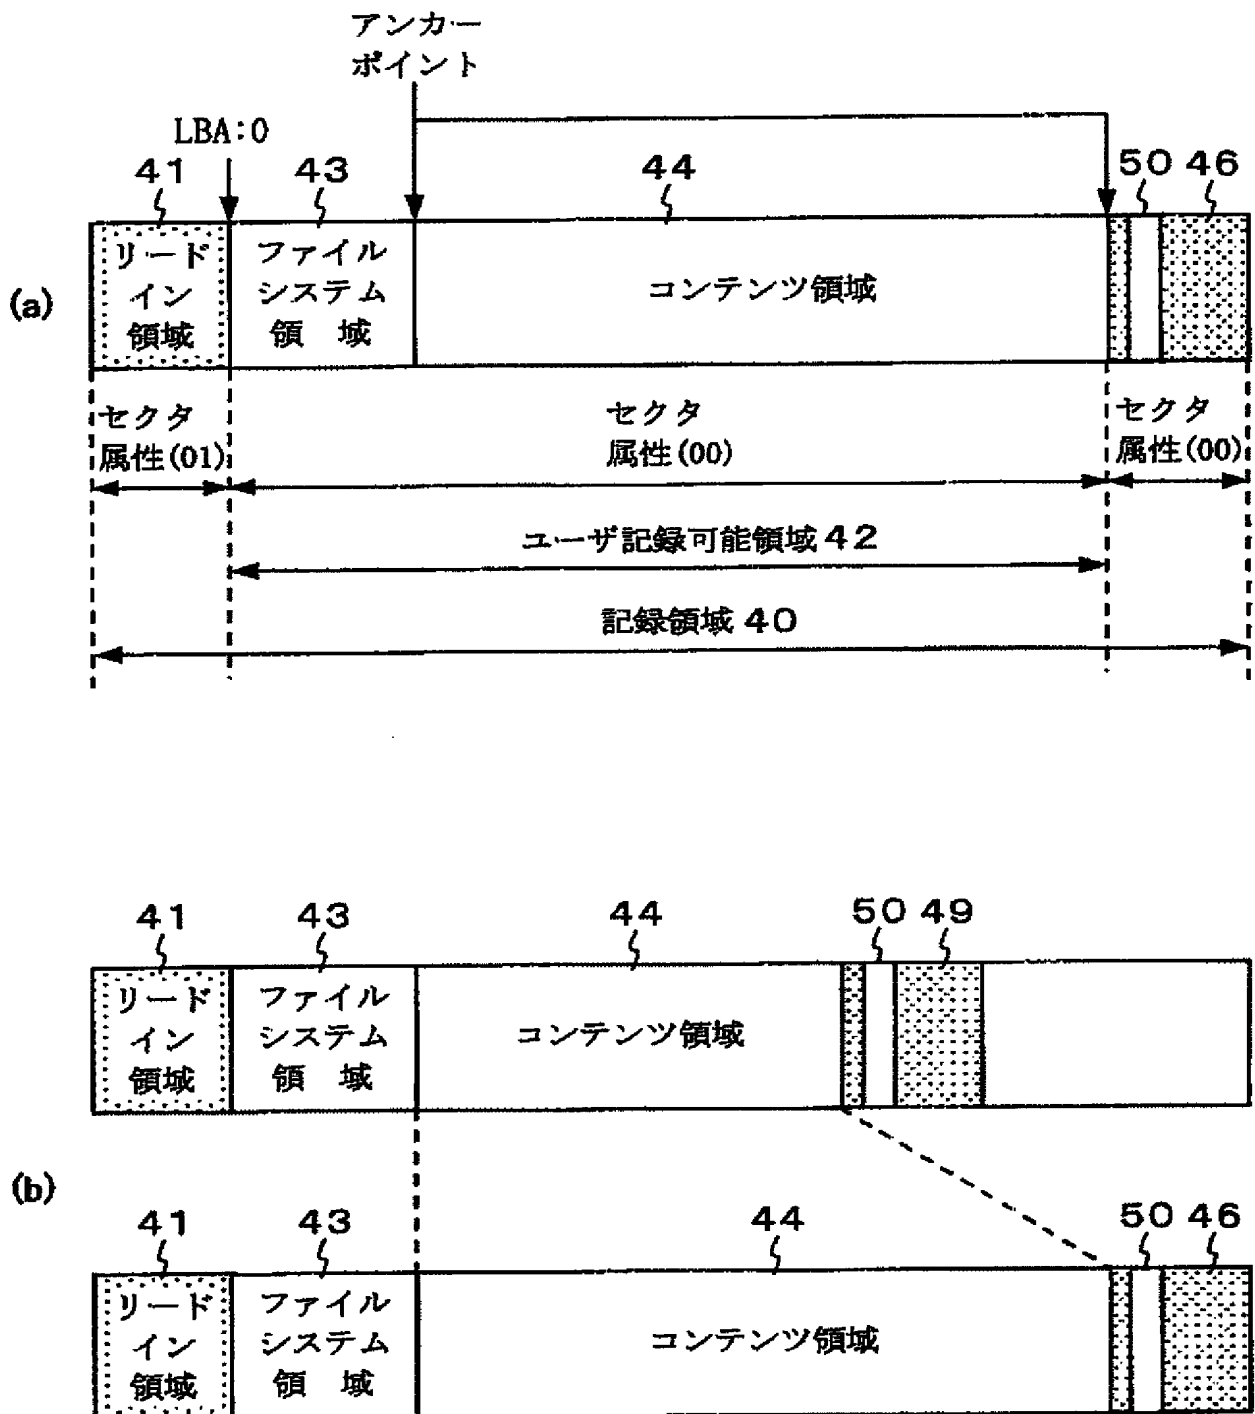 アンカー
ポイント
LBA:0
41 43 44 50 46
(a)
リード
イン
領域
ファイル
システム
領 域
コンテンツ領域
セクタ
属性(01)
セクタ
属性(00)
セクタ
属性(00)
ユーザ記録可能領域42
記録領域40
41 43 44 50 49
リード
イン
領域
ファイル
システム
領 域
コンテンツ領域
(b)
41 43 44 50 46
リード
イン
領域
ファイル
システム
領 域
コンテンツ領域